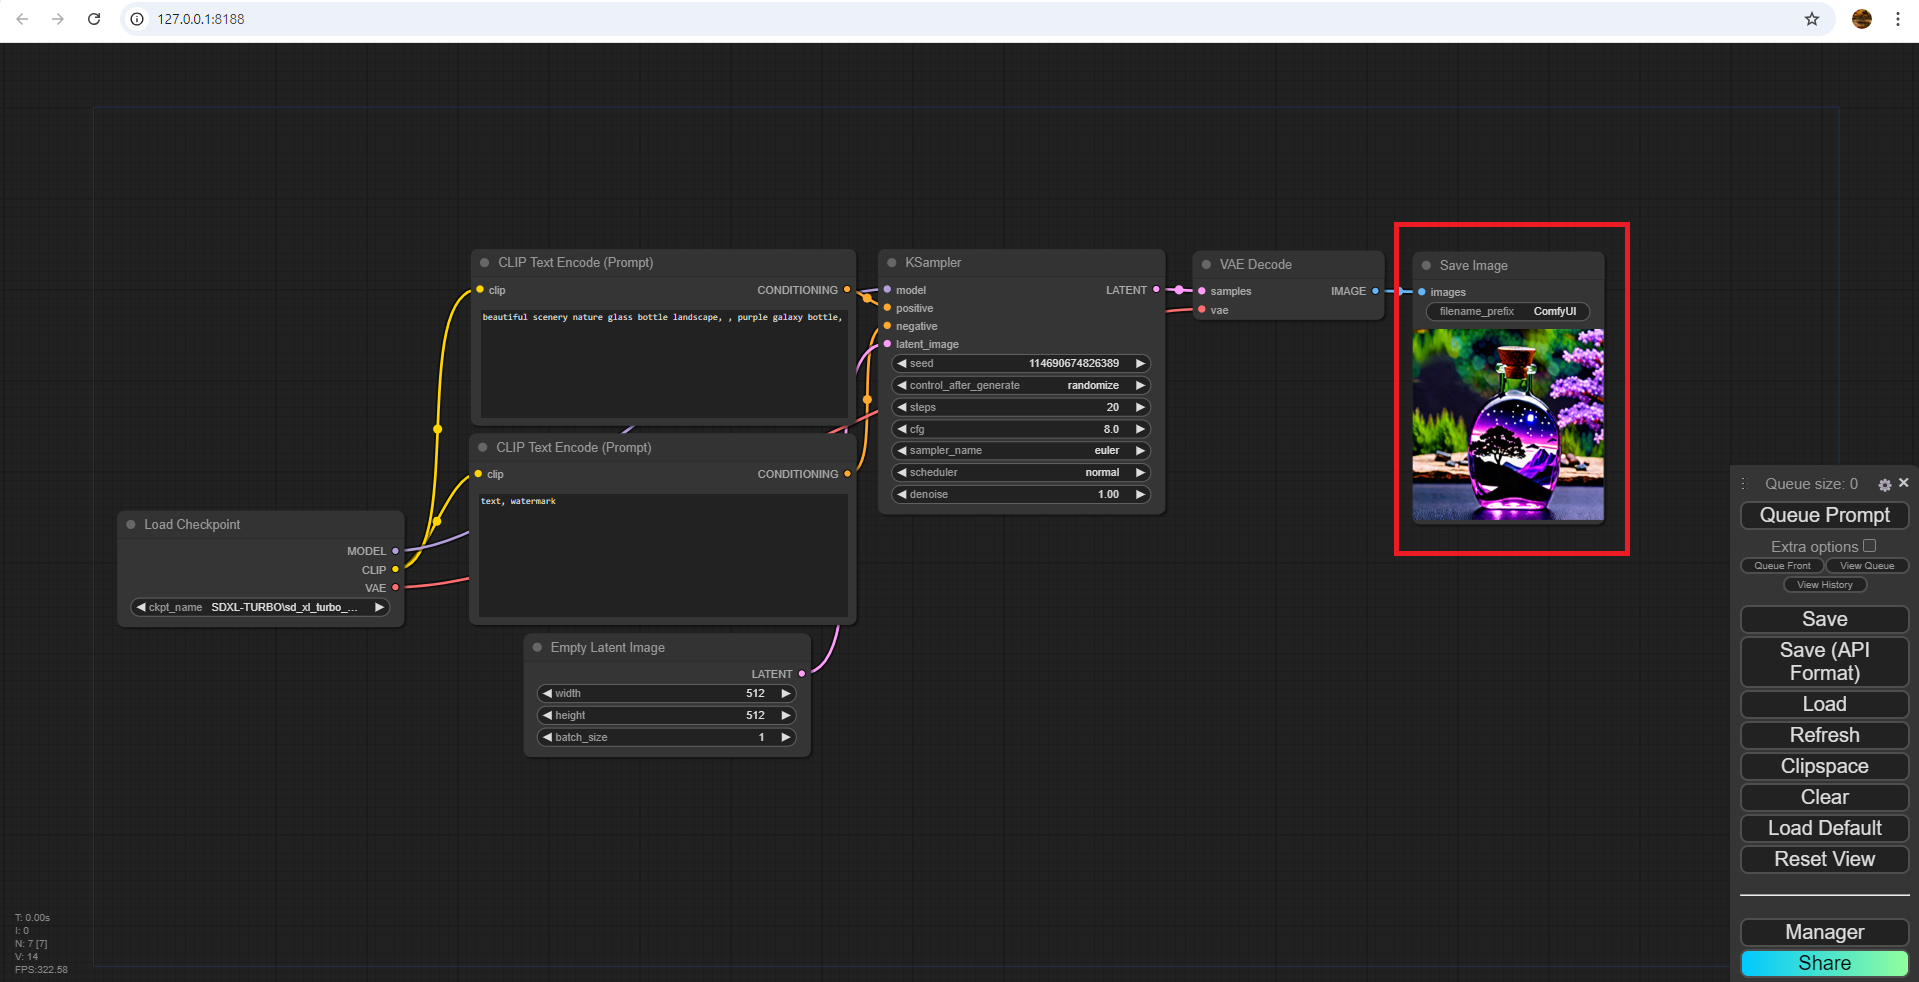 127.0.0.1:8188
CLIP Text Encode (Prompt)
clip
CONDITIONING
beautiful scenery nature glass bottle landscape, , purple galaxy bottle,
CLIP Text Encode (Prompt)
clip
CONDITIONING
text, watermark
Load Checkpoint
MODEL
CLIP
VAE
ckpt_name SDXL-TURBO\sd_xl_turbo_...
Empty Latent Image
LATENT
width 512
height 512
batch_size 1
KSampler
model
LATENT
positive
negative
latent_image
seed 114690674826389
control_after_generate randomize
steps 20
cfg 8.0
sampler_name euler
scheduler normal
denoise 1.00
VAE Decode
samples
IMAGE
vae
Save Image
images
filename_prefix ComfyUI
Queue size: 0
Queue Prompt
Extra options
Queue Front
View Queue
View History
Save
Save (API
Format)
Load
Refresh
Clipspace
Clear
Load Default
Reset View
Manager
Share
T: 0.00s
I: 0
N: 7 [7]
V: 14
FPS:322.58